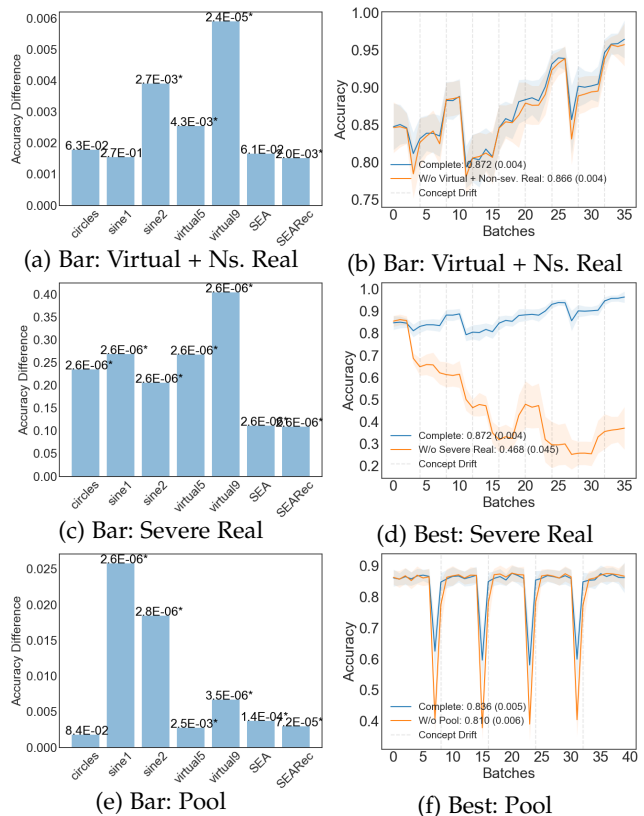 0.006
0.005
0.004
0.003
0.002
0.001
0.000
Accuracy Difference
6.3E-02
2.7E-01
2.7E-03*
4.3E-03*
2.4E-05*
6.1E-02
2.0E-03*
circles
sine1
sine2
virtual5
virtual9
SEA
SEARec
(a) Bar: Virtual + Ns. Real
1.00
0.95
0.90
0.85
0.80
0.75
Accuracy
Complete: 0.872 (0.004)
W/o Virtual + Non-sev. Real: 0.866 (0.004)
Concept Drift
0 5 10 15 20 25 30 35
Batches
(b) Bar: Virtual + Ns. Real
0.40
0.35
0.30
0.25
0.20
0.15
0.10
0.05
0.00
Accuracy Difference
2.6E-06*
2.6E-06*
2.6E-06*
2.6E-06*
2.6E-06*
2.6E-06*
2.6E-06*
circles
sine1
sine2
virtual5
virtual9
SEA
SEARec
(c) Bar: Severe Real
1.0
0.9
0.8
0.7
0.6
0.5
0.4
0.3
0.2
Accuracy
Complete: 0.872 (0.004)
W/o Severe Real: 0.468 (0.045)
Concept Drift
0 5 10 15 20 25 30 35
Batches
(d) Best: Severe Real
0.025
0.020
0.015
0.010
0.005
0.000
Accuracy Difference
8.4E-02
2.6E-06*
2.8E-06*
2.5E-03*
3.5E-06*
1.4E-04*
7.2E-05*
circles
sine1
sine2
virtual5
virtual9
SEA
SEARec
(e) Bar: Pool
0.9
0.8
0.7
0.6
0.5
0.4
Accuracy
Complete: 0.836 (0.005)
W/o Pool: 0.810 (0.006)
Concept Drift
0 5 10 15 20 25 30 35 40
Batches
(f) Best: Pool